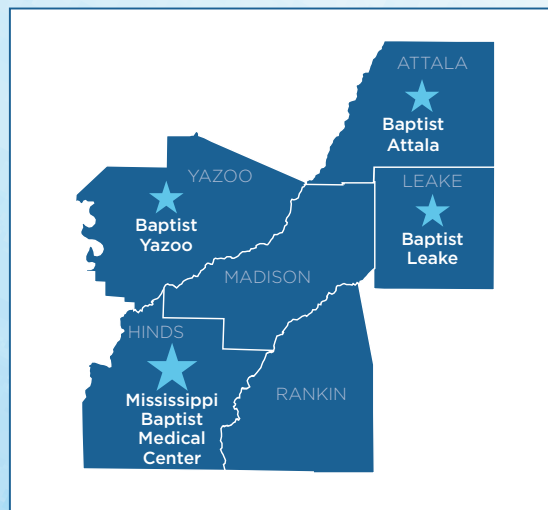 ATTALA
Baptist
Attala
YAZOO
Baptist
Yazoo
LEAKE
Baptist
Leake
MADISON
HINDS
Mississippi
Baptist
Medical
Center
RANKIN